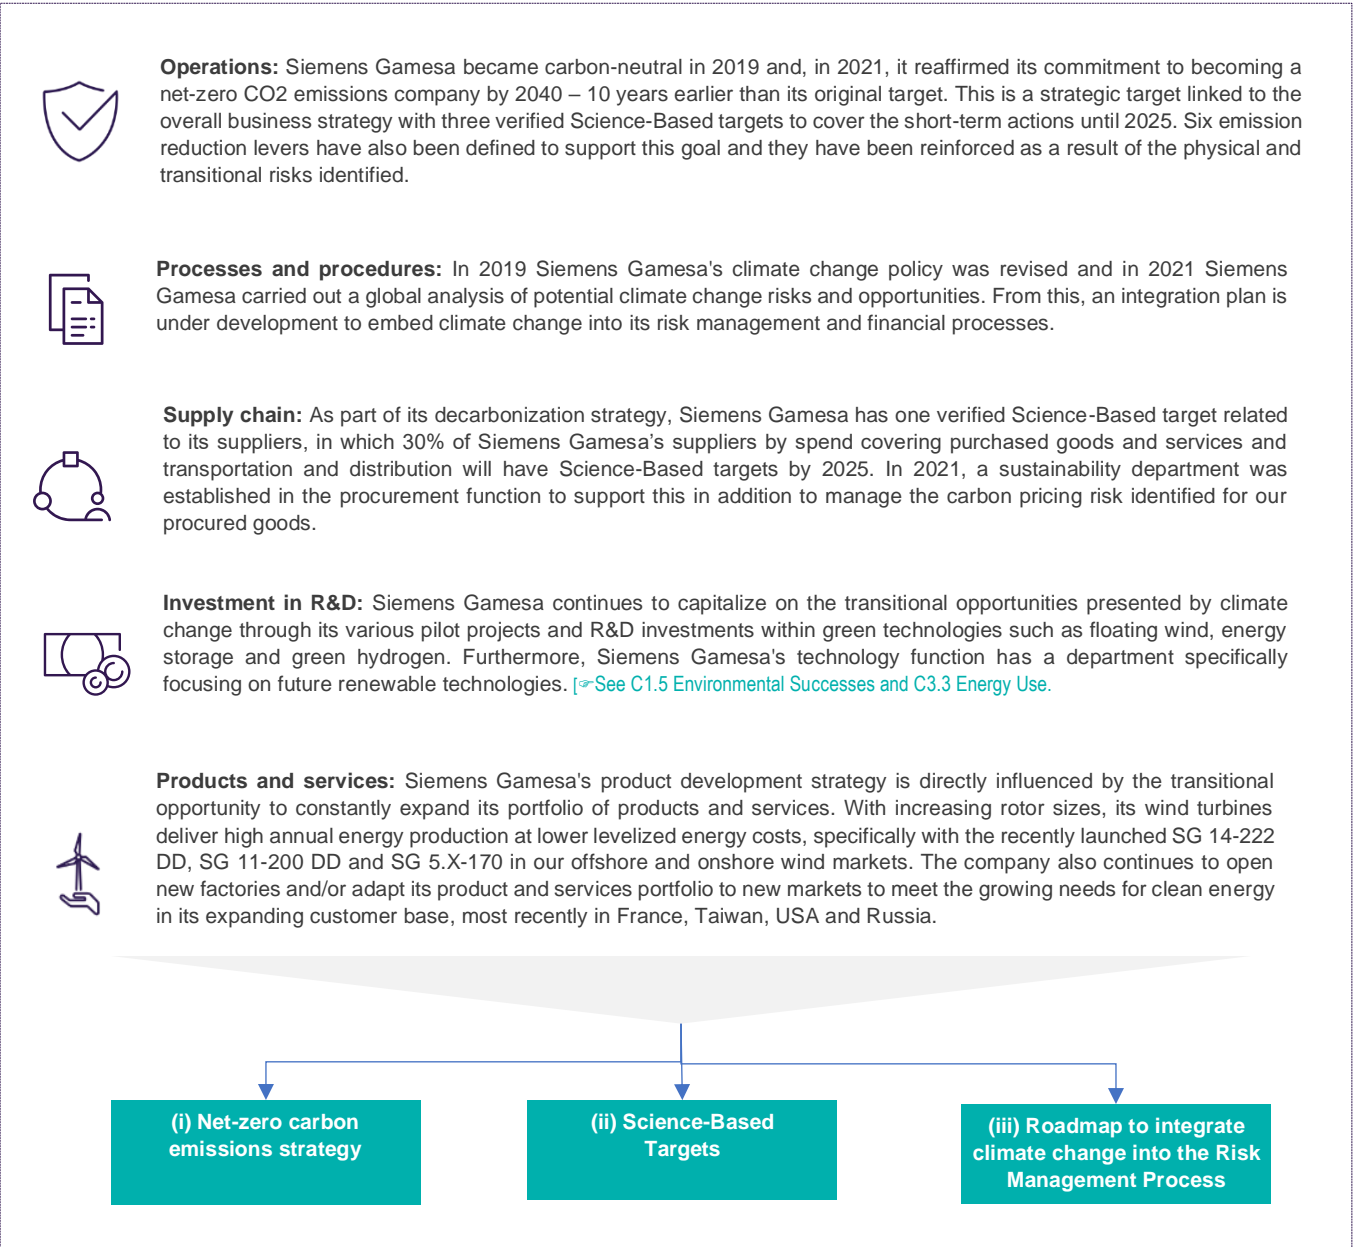 Operations: Siemens Gamesa became carbon-neutral in 2019 and, in 2021, it reaffirmed its commitment to becoming a
net-zero CO2 emissions company by 2040 – 10 years earlier than its original target. This is a strategic target linked to the
overall business strategy with three verified Science-Based targets to cover the short-term actions until 2025. Six emission
reduction levers have also been defined to support this goal and they have been reinforced as a result of the physical and
transitional risks identified.
Processes and procedures: In 2019 Siemens Gamesa's climate change policy was revised and in 2021 Siemens
Gamesa carried out a global analysis of potential climate change risks and opportunities. From this, an integration plan is
under development to embed climate change into its risk management and financial processes.
Supply chain: As part of its decarbonization strategy, Siemens Gamesa has one verified Science-Based target related
to its suppliers, in which 30% of Siemens Gamesa’s suppliers by spend covering purchased goods and services and
transportation and distribution will have Science-Based targets by 2025. In 2021, a sustainability department was
established in the procurement function to support this in addition to manage the carbon pricing risk identified for our
procured goods.
Investment in R&D: Siemens Gamesa continues to capitalize on the transitional opportunities presented by climate
change through its various pilot projects and R&D investments within green technologies such as floating wind, energy
storage and green hydrogen. Furthermore, Siemens Gamesa's technology function has a department specifically
focusing on future renewable technologies. [☞See C1.5 Environmental Successes and C3.3 Energy Use.
Products and services: Siemens Gamesa's product development strategy is directly influenced by the transitional
opportunity to constantly expand its portfolio of products and services. With increasing rotor sizes, its wind turbines
deliver high annual energy production at lower levelized energy costs, specifically with the recently launched SG 14-222
DD, SG 11-200 DD and SG 5.X-170 in our offshore and onshore wind markets. The company also continues to open
new factories and/or adapt its product and services portfolio to new markets to meet the growing needs for clean energy
in its expanding customer base, most recently in France, Taiwan, USA and Russia.
(i) Net-zero carbon
emissions strategy
(ii) Science-Based
Targets
(iii) Roadmap to integrate
climate change into the Risk
Management Process